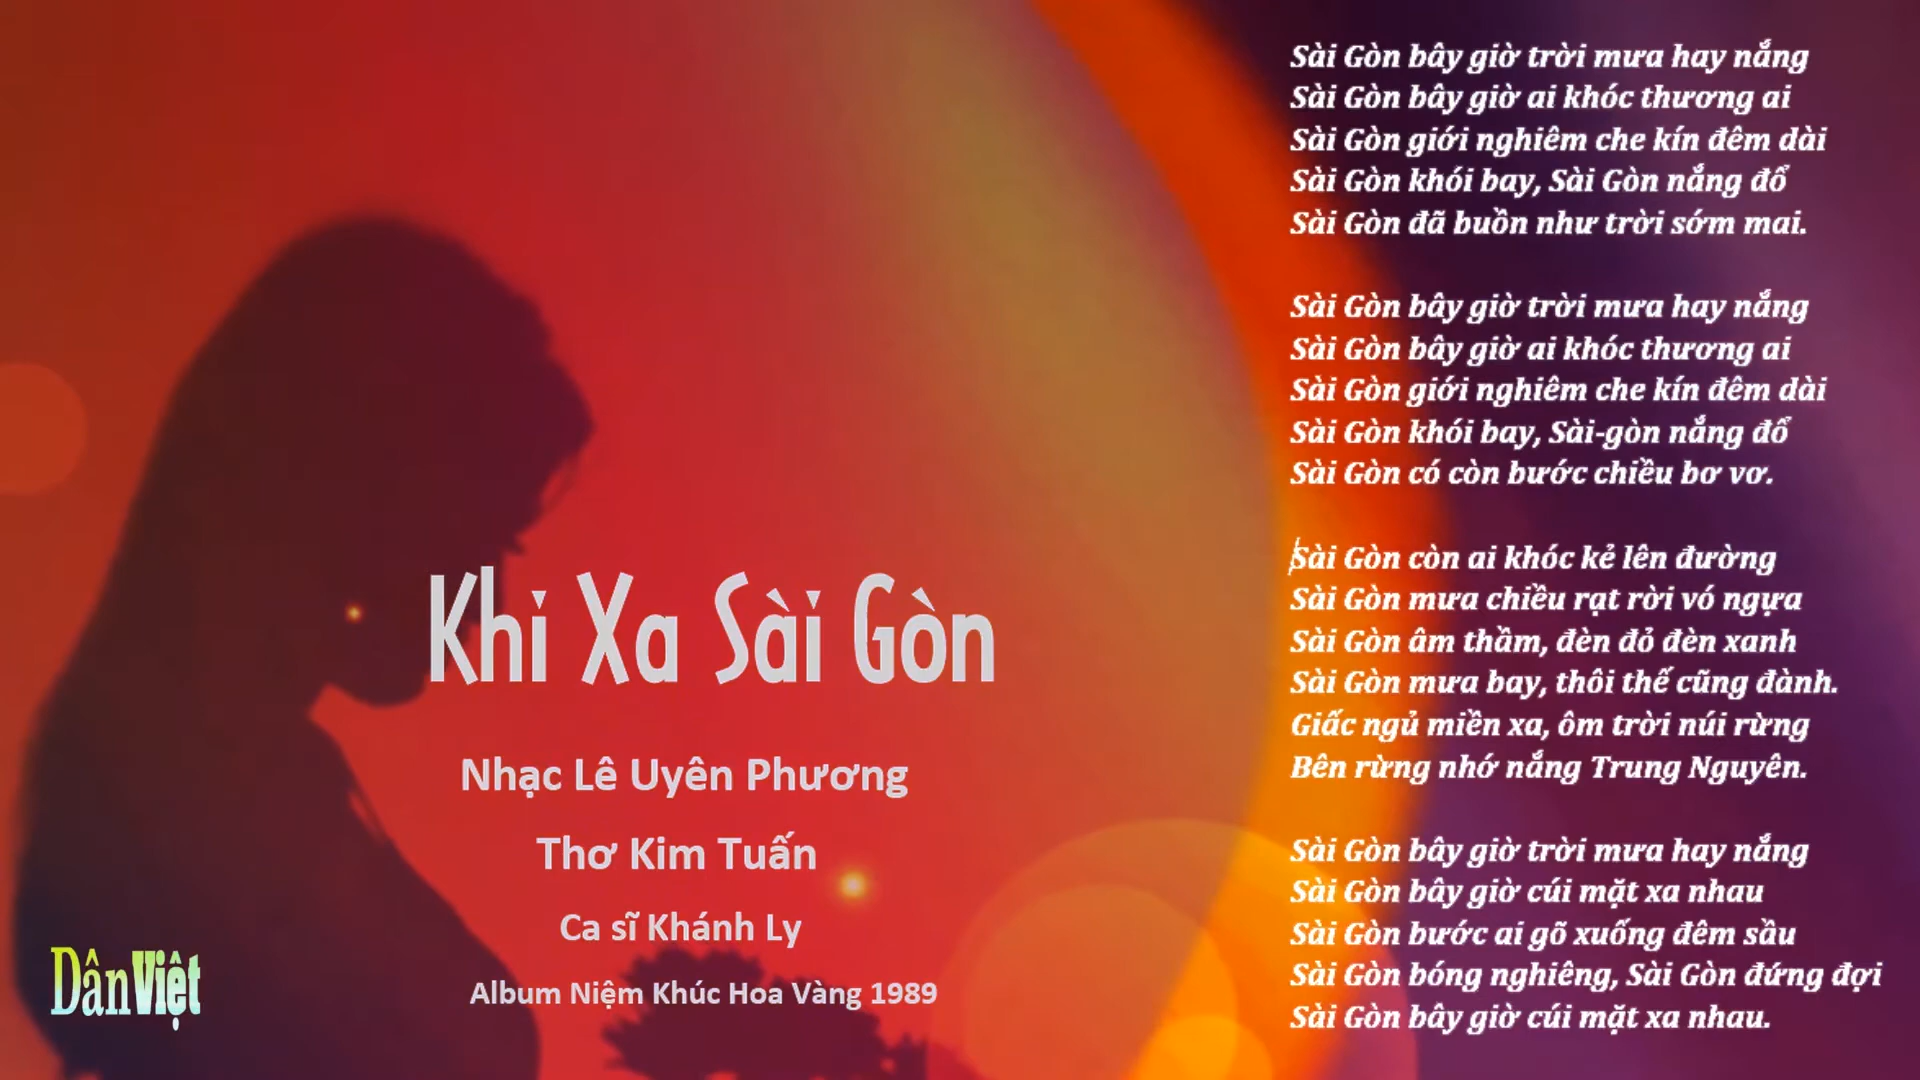 Khi Xa Sài Gòn
Nhạc Lê Uyên Phương
Thơ Kim Tuấn
Ca sĩ Khánh Ly
Album Niệm Khúc Hoa Vàng 1989
DânViệt
Sài Gòn bây giờ trời mưa hay nắng
Sài Gòn bây giờ ai khóc thương ai
Sài Gòn giới nghiêm che kín đêm dài
Sài Gòn khói bay, Sài Gòn nắng đổ
Sài Gòn đã buồn như trời sớm mai.
Sài Gòn bây giờ trời mưa hay nắng
Sài Gòn bây giờ ai khóc thương ai
Sài Gòn giới nghiêm che kín đêm dài
Sài Gòn khói bay, Sài-gòn nắng đổ
Sài Gòn có còn bước chiều bơ vơ.
Sài Gòn còn ai khóc kẻ lên đường
Sài Gòn mưa chiều rạt rời vó ngựa
Sài Gòn âm thầm, đèn đỏ đèn xanh
Sài Gòn mưa bay, thôi thế cũng đành.
Giấc ngủ miền xa, ôm trời núi rừng
Bên rừng nhớ nắng Trung Nguyên.
Sài Gòn bây giờ trời mưa hay nắng
Sài Gòn bây giờ cúi mặt xa nhau
Sài Gòn bước ai gõ xuống đêm sầu
Sài Gòn bóng nghiêng, Sài Gòn đứng đợi
Sài Gòn bây giờ cúi mặt xa nhau.